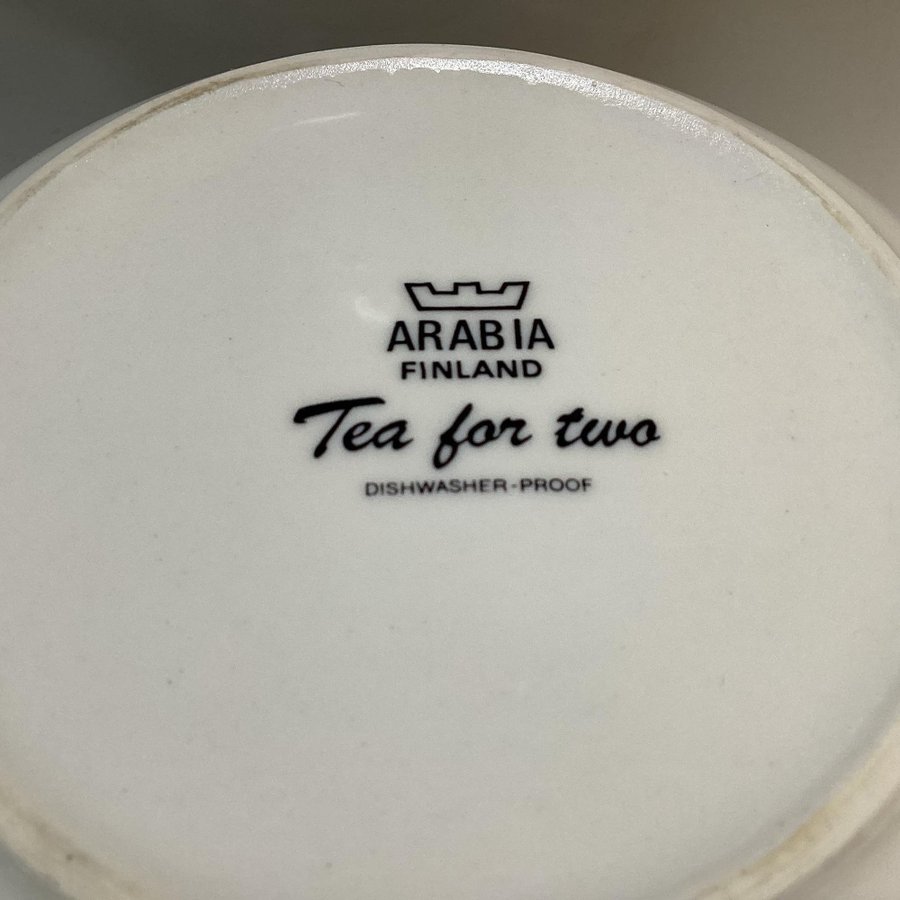 ARABIA
FINLAND
Tea for two
DISHWASHER-PROOF